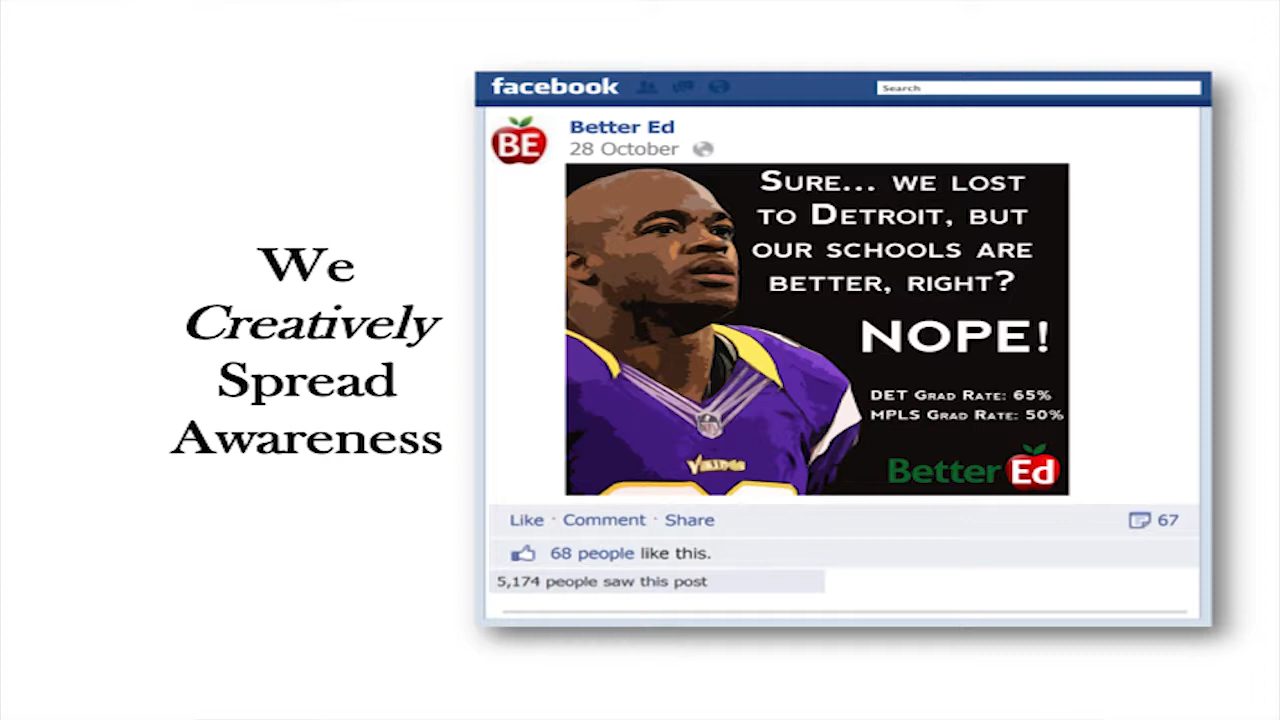 We
Creatively
Spread
Awareness
facebook
Search
BE
Better Ed
28 October
Sure... we lost
to Detroit, but
our schools are
better, right?
NOPE!
DET Grad Rate: 65%
MPLS Grad Rate: 50%
Vikings
Better Ed
Like · Comment · Share
67
68 people like this.
5,174 people saw this post